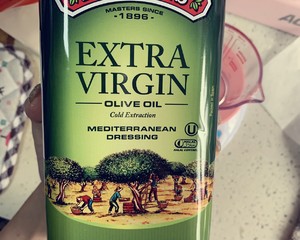 MASTERS SINCE
-1896-
EXTRA
VIRGIN
OLIVE OIL
Cold Extraction
MEDITERRANEAN
DRESSING
U